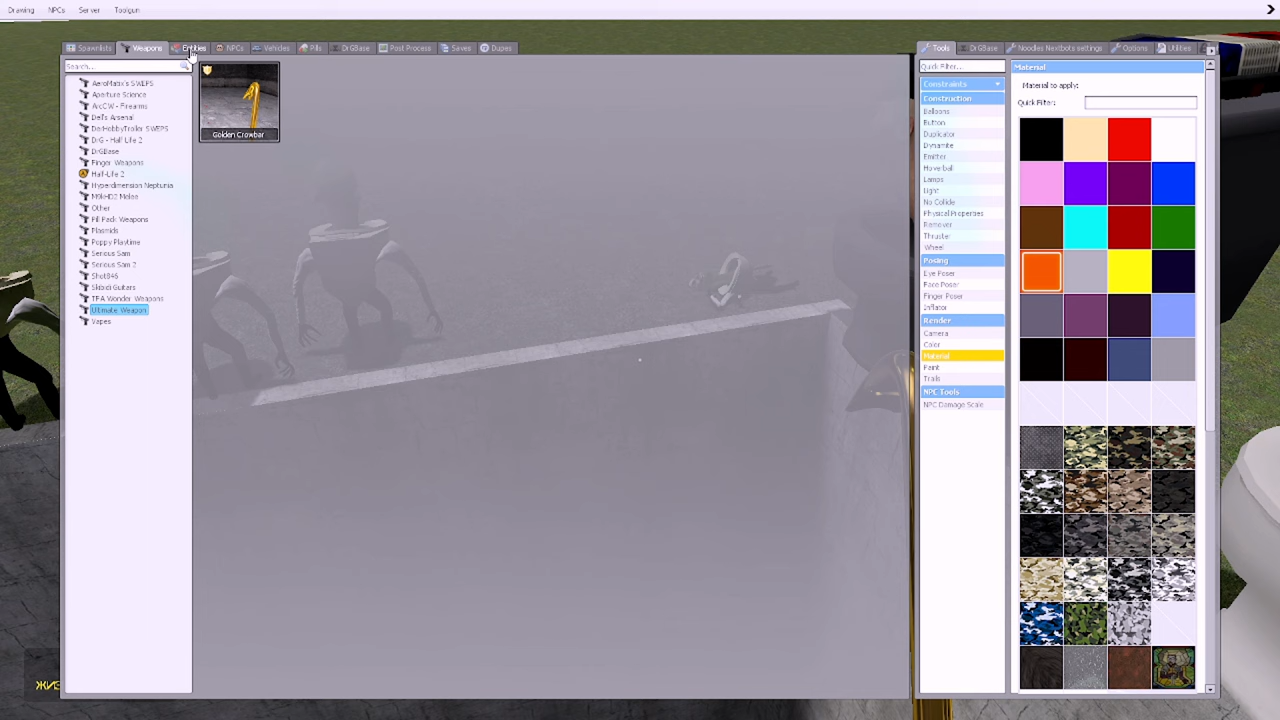 Drawing NPCs Server Toolgun
Spawnlists Weapons Entities NPCs Vehicles Pills DrGBase Post Process Saves Dupes
Search...
AeroMatix's SWEPS
Aperture Science
ArcCW - Firearms
Dell's Arsenal
DrHobbyTroller SWEPS
DrG - Half Life 2
DrGBase
Finger Weapons
Half-Life 2
Hyperdimension Neptunia
M9kHD2 Melee
Other
Pill Pack Weapons
Plasmids
Poppy Playtime
Serious Sam
Serious Sam 2
Shot846
Skibidi Guitars
TFA Wonder Weapons
Ultimate Weapon
Vapes
Golden Crowbar
Tools DrGBase Noodles Nextbots settings Options Utilities
Quick Filter...
Constraints
Construction
Balloons
Button
Duplicator
Dynamite
Emitter
Hoverball
Lamps
Light
No Collide
Physical Properties
Remover
Thruster
Wheel
Posing
Eye Poser
Face Poser
Finger Poser
Inflator
Render
Camera
Color
Material
Paint
Trails
NPC Tools
NPC Damage Scale
Material
Material to apply:
Quick Filter: